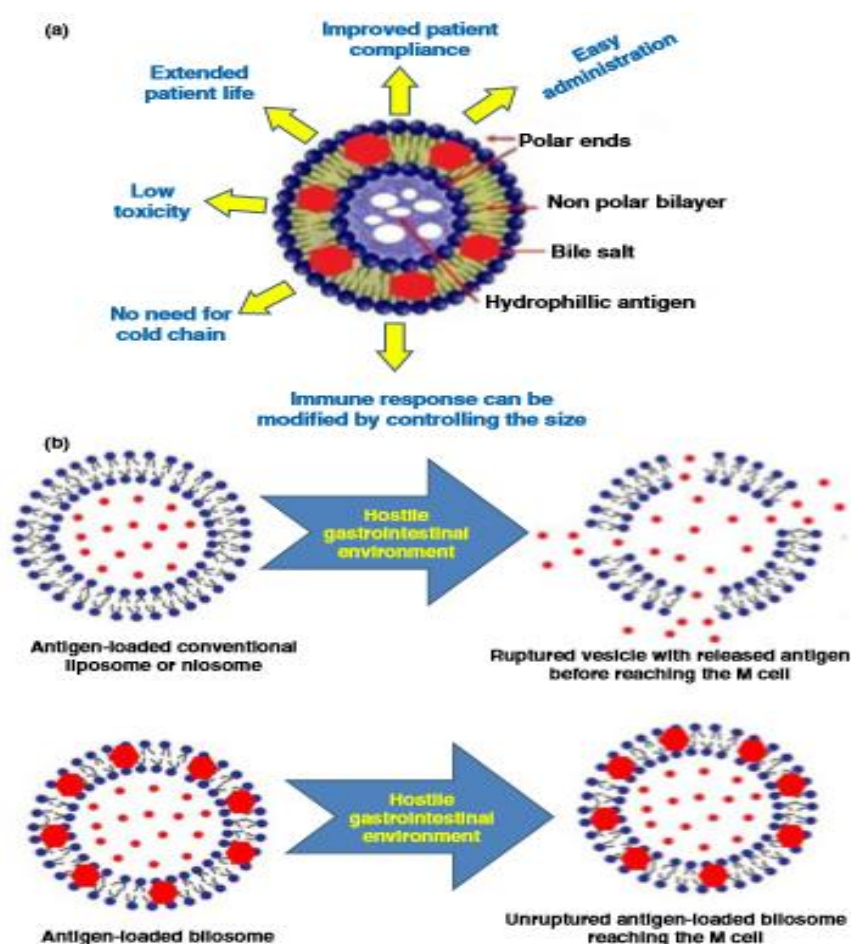 (a)
Improved patient
compliance
Easy
administration
Extended
patient life
Polar ends
Low
toxicity
Non polar bilayer
Bile salt
Hydrophillic antigen
No need for
cold chain
Immune response can be
modified by controlling the size
(b)
Hostile
gastrointestinal
environment
Antigen-loaded conventional
liposome or niosome
Ruptured vesicle with released antigen
before reaching the M cell
Hostile
gastrointestinal
environment
Antigen-loaded bilosome
Unruptured antigen-loaded bilosome
reaching the M cell